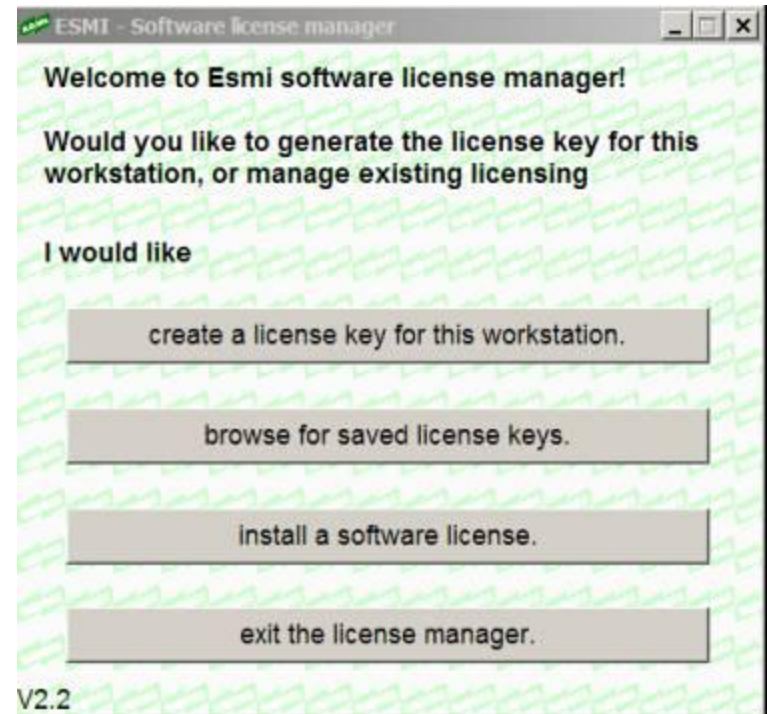 ESMI - Software license manager
Welcome to Esmi software license manager!
Would you like to generate the license key for this
workstation, or manage existing licensing
I would like
create a license key for this workstation.
browse for saved license keys.
install a software license.
exit the license manager.
V2.2